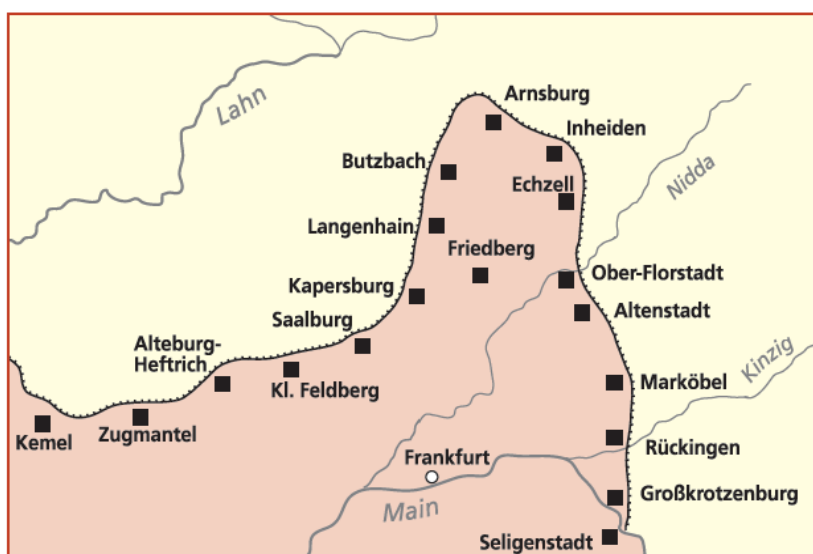 Arnsburg
Lahn
Inheiden
Butzbach
Echzell
Nidda
Langenhain
Friedberg
Ober-Florstadt
Kapersburg
Altenstadt
Saalburg
Alteburg-
Heftrich
Kinzig
Kl. Feldberg
Marköbel
Kemel
Zugmantel
Rückingen
Frankfurt
Großkrotzenburg
Main
Seligenstadt